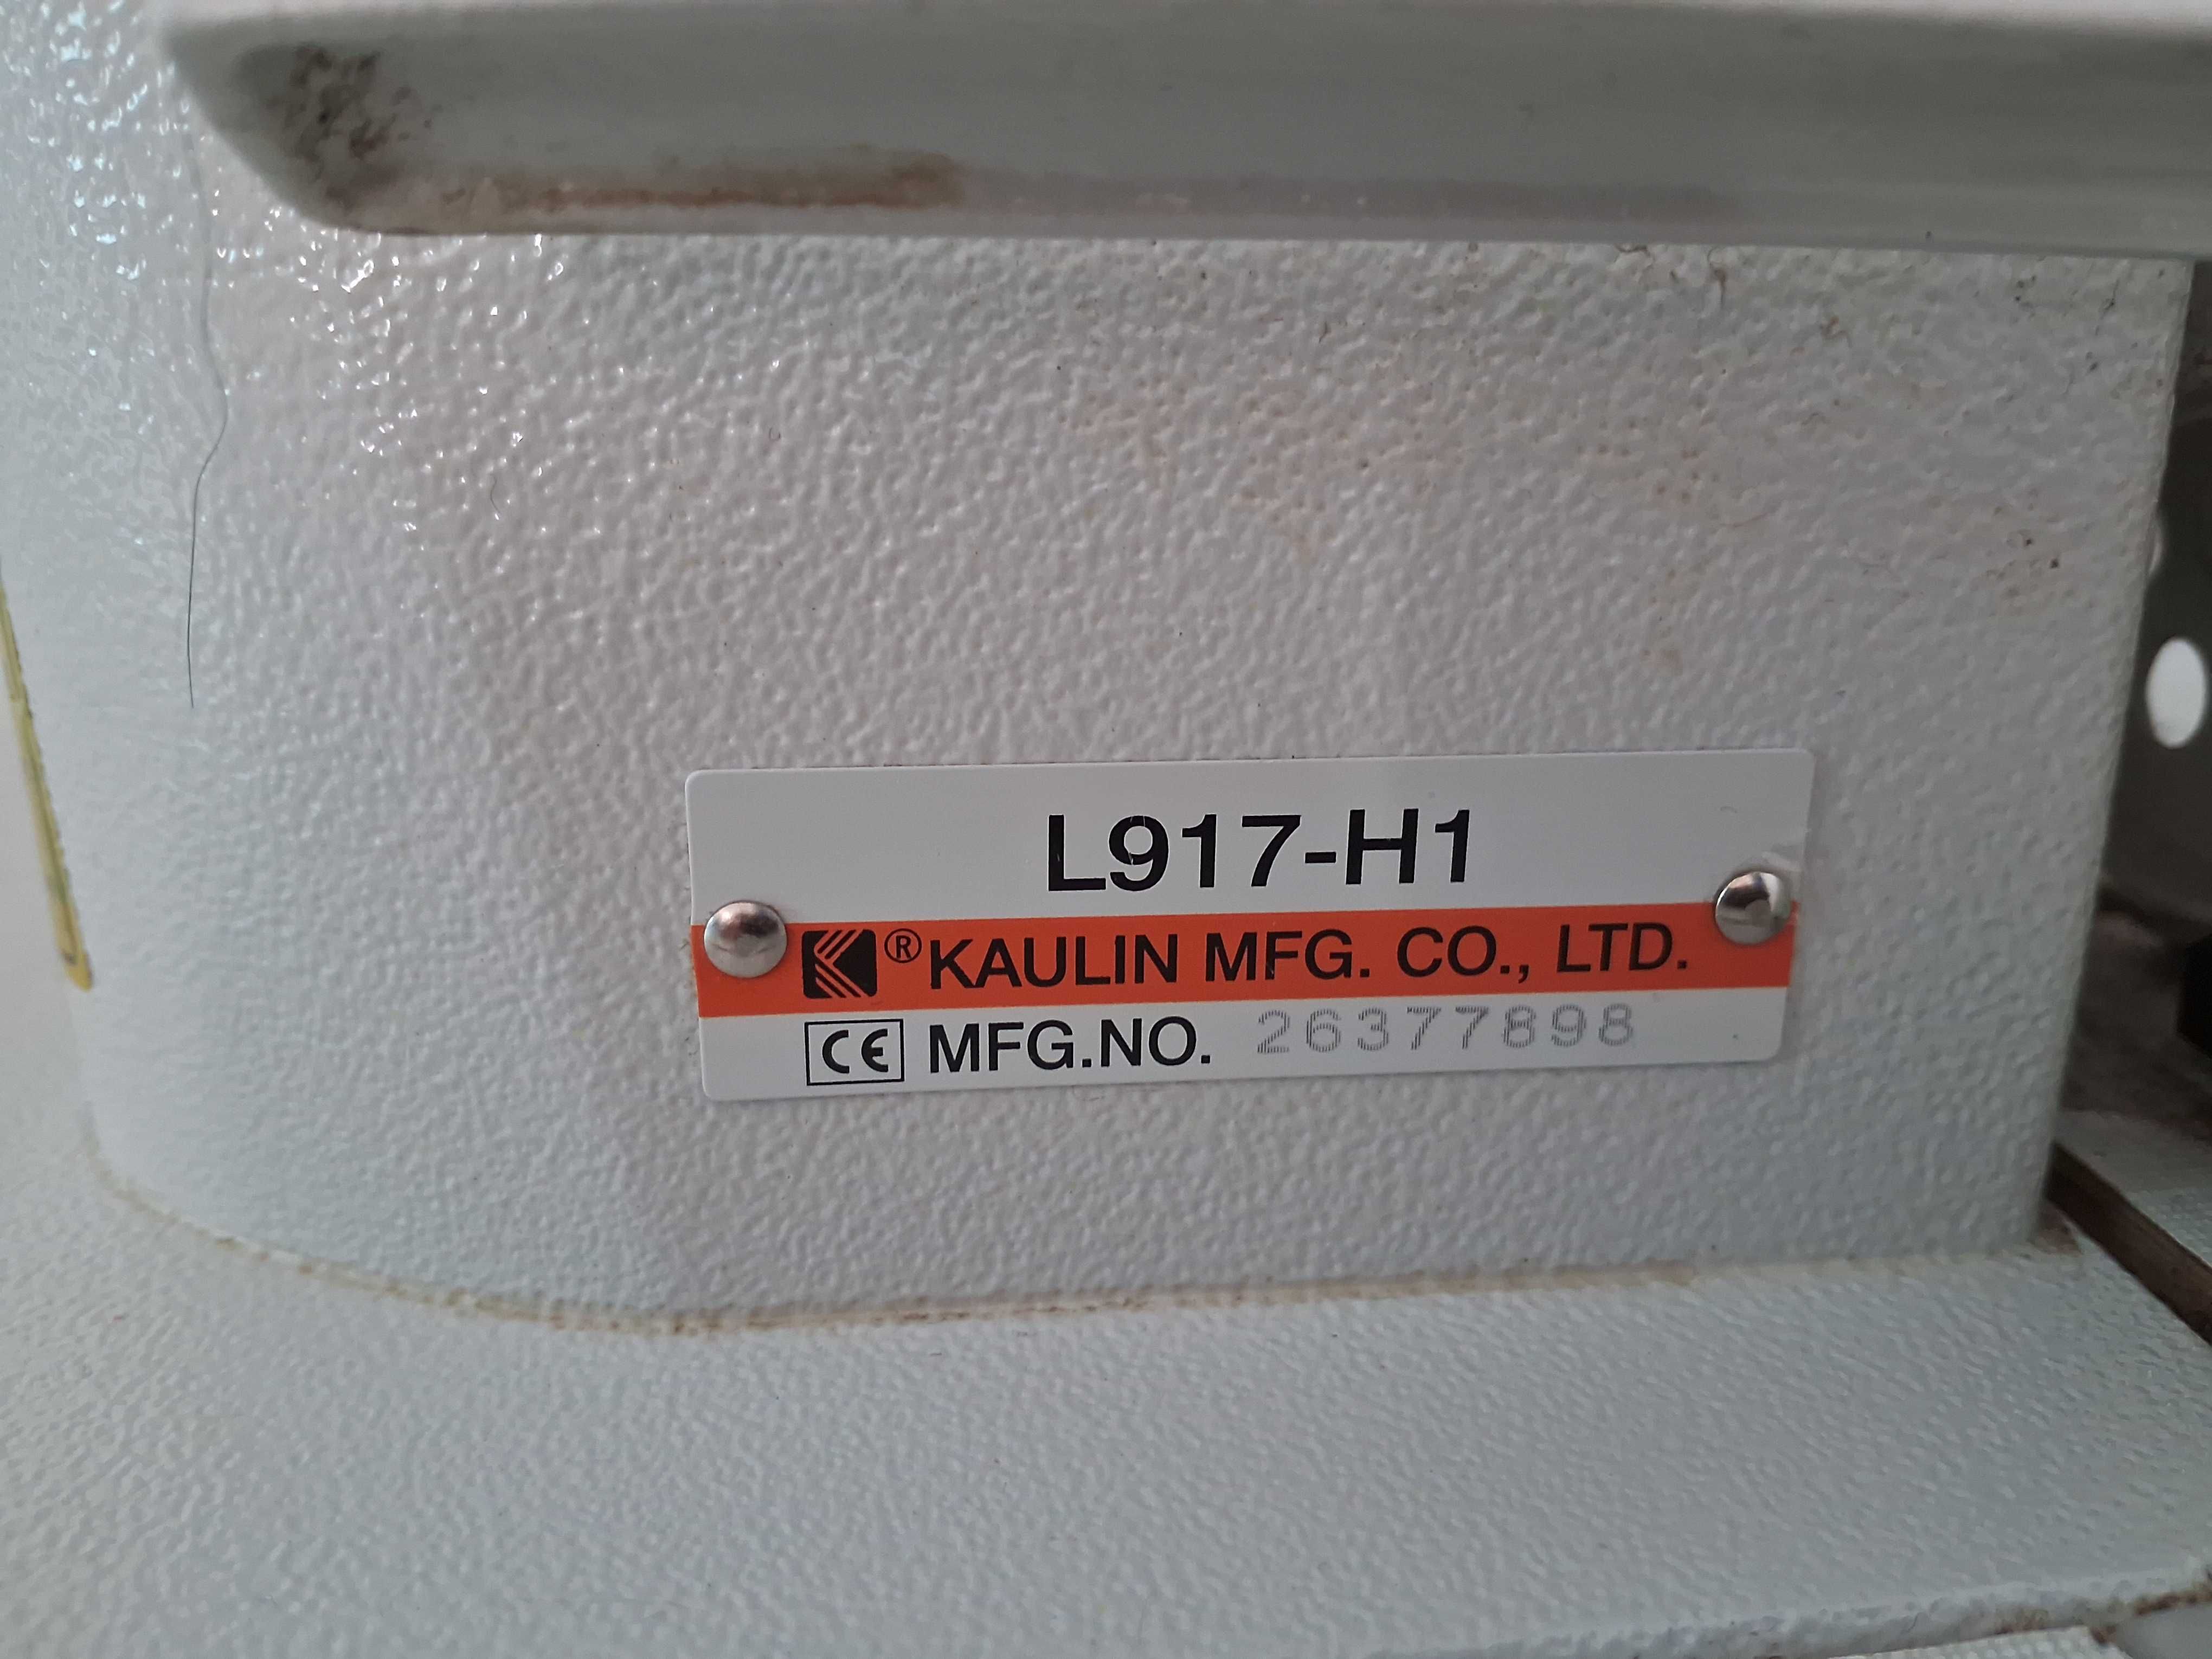 L917-H1
® KAULIN MFG. CO., LTD.
CE MFG.NO. 26377898